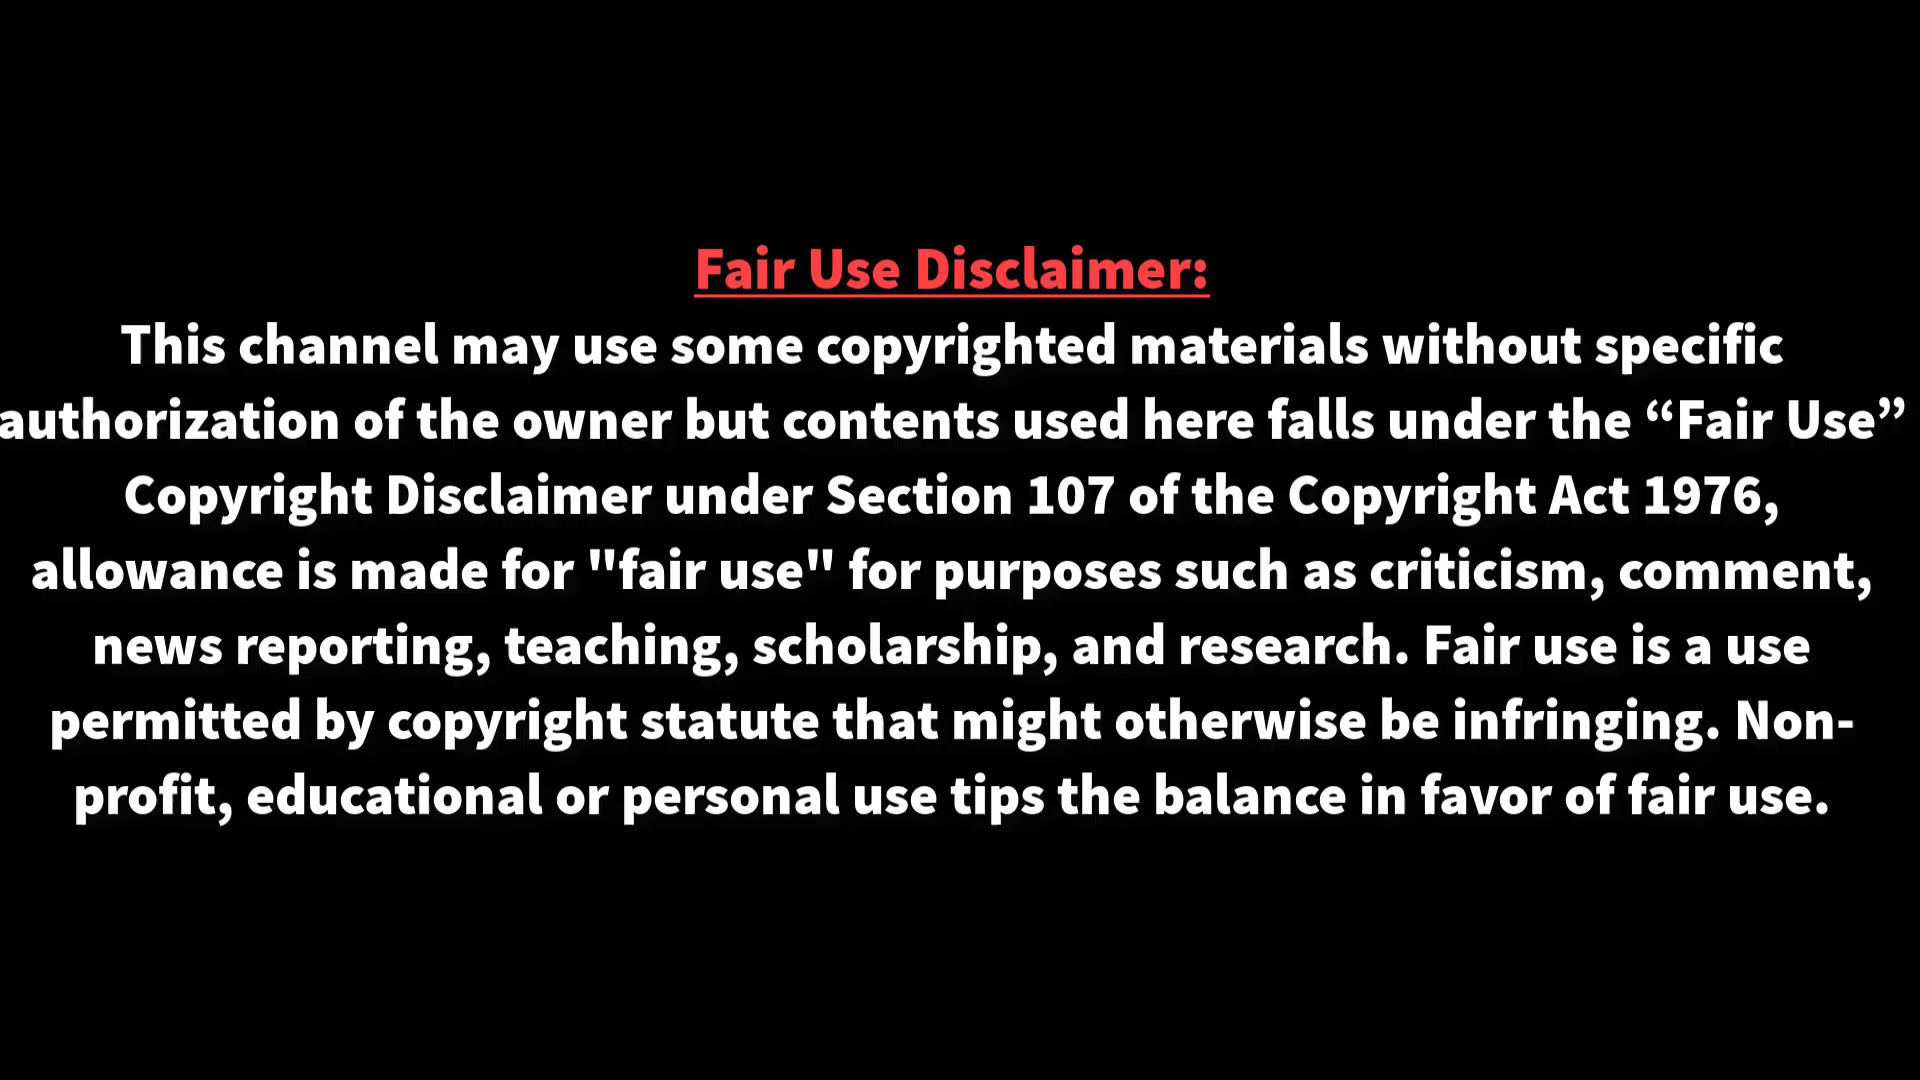 Fair Use Disclaimer:
This channel may use some copyrighted materials without specific
authorization of the owner but contents used here falls under the “Fair Use”
Copyright Disclaimer under Section 107 of the Copyright Act 1976,
allowance is made for "fair use" for purposes such as criticism, comment,
news reporting, teaching, scholarship, and research. Fair use is a use
permitted by copyright statute that might otherwise be infringing. Non-
profit, educational or personal use tips the balance in favor of fair use.